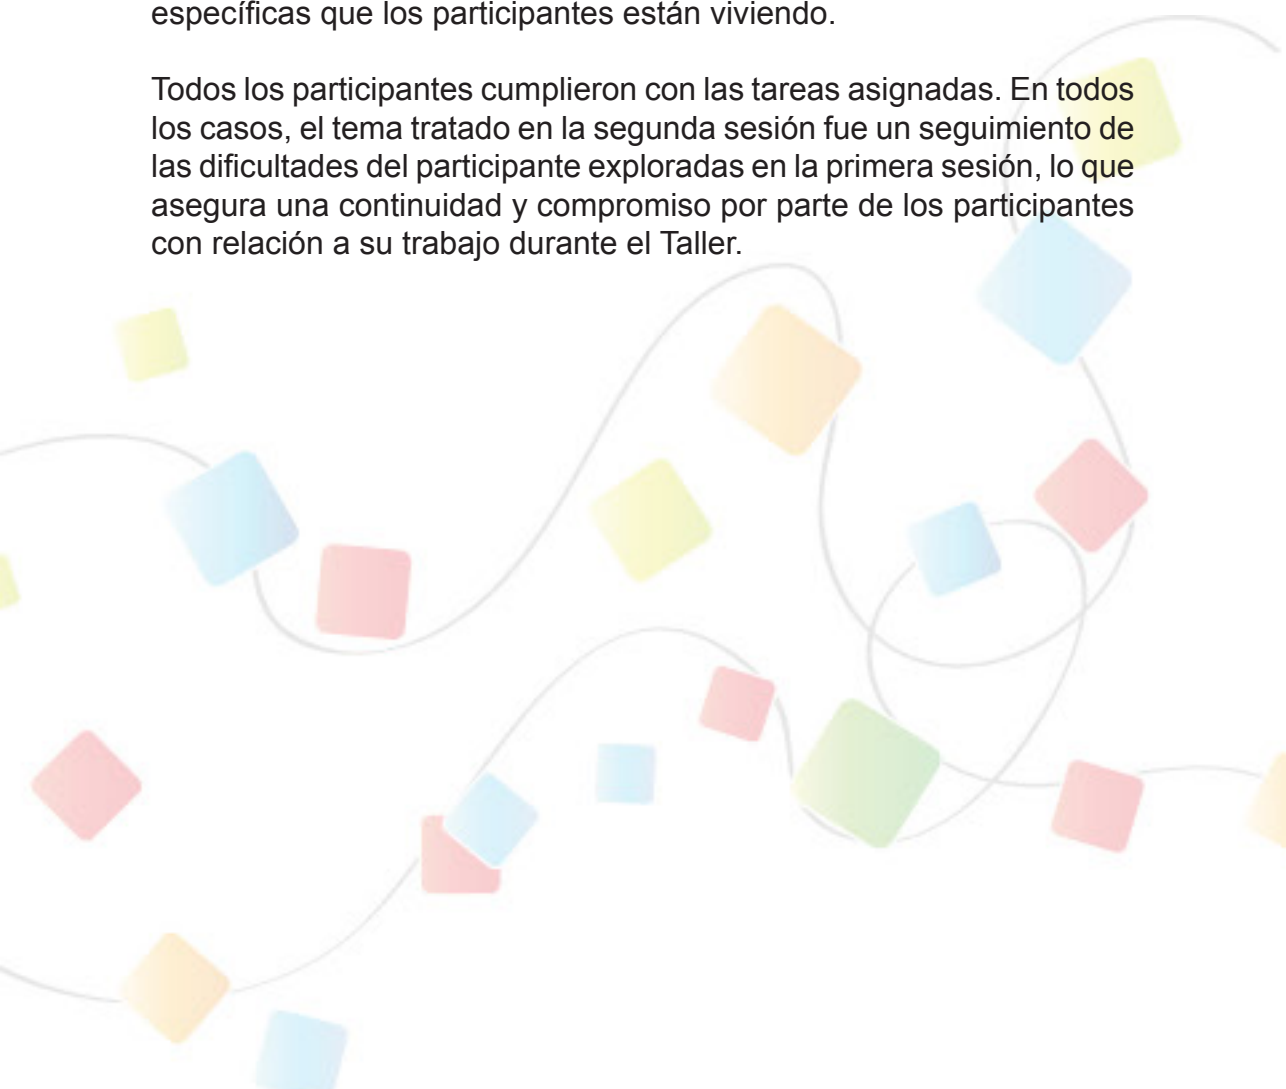 específicas que los participantes están viviendo.
Todos los participantes cumplieron con las tareas asignadas. En todos
los casos, el tema tratado en la segunda sesión fue un seguimiento de
las dificultades del participante exploradas en la primera sesión, lo que
asegura una continuidad y compromiso por parte de los participantes
con relación a su trabajo durante el Taller.